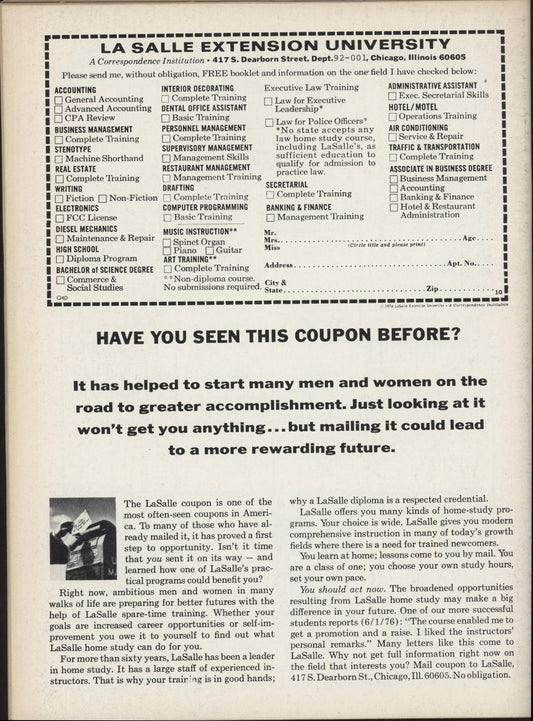 LA SALLE EXTENSION UNIVERSITY
A Correspondence Institution • 417 S. Dearborn Street, Dept. 92-001, Chicago, Illinois 60605
Please send me, without obligation, FREE booklet and information on the one field I have checked below:
ACCOUNTING
General Accounting
Advanced Accounting
CPA Review
BUSINESS MANAGEMENT
Complete Training
STENOTYPE
Machine Shorthand
REAL ESTATE
Complete Training
WRITING
Fiction Non-Fiction
ELECTRONICS
FCC License
DIESEL MECHANICS
Maintenance & Repair
HIGH SCHOOL
Diploma Program
BACHELOR of SCIENCE DEGREE
Commerce &
Social Studies
Q4D
INTERIOR DECORATING
Complete Training
DENTAL OFFICE ASSISTANT
Basic Training
PERSONNEL MANAGEMENT
Complete Training
SUPERVISORY MANAGEMENT
Management Skills
RESTAURANT MANAGEMENT
Management Training
DRAFTING
Complete Training
COMPUTER PROGRAMMING
Basic Training
MUSIC INSTRUCTION**
Spinet Organ
Piano Guitar
ART TRAINING**
Complete Training
**Non-diploma course.
No submissions required.
Executive Law Training
Law for Executive
Leadership*
Law for Police Officers*
*No state accepts any
law home study course,
including LaSalle's, as
sufficient education to
qualify for admission to
practice law.
SECRETARIAL
Complete Training
BANKING & FINANCE
Management Training
ADMINISTRATIVE ASSISTANT
Exec. Secretarial Skills
HOTEL/MOTEL
Operations Training
AIR CONDITIONING
Service & Repair
TRAFFIC & TRANSPORTATION
Complete Training
ASSOCIATE IN BUSINESS DEGREE
Business Management
Accounting
Banking & Finance
Hotel & Restaurant
Administration
Mr.
Mrs. Age
Miss (Circle title and please print)
Address Apt. No.
City &
State Zip 10
LaSalle Extension University • A Correspondence Institution
HAVE YOU SEEN THIS COUPON BEFORE?
It has helped to start many men and women on the
road to greater accomplishment. Just looking at it
won't get you anything...but mailing it could lead
to a more rewarding future.
The LaSalle coupon is one of the
most often-seen coupons in Ameri-
ca. To many of those who have al-
ready mailed it, it has proved a first
step to opportunity. Isn't it time
that you sent it on its way — and
learned how one of LaSalle's prac-
tical programs could benefit you?
Right now, ambitious men and women in many
walks of life are preparing for better futures with the
help of LaSalle spare-time training. Whether your
goals are increased career opportunities or self-im-
provement you owe it to yourself to find out what
LaSalle home study can do for you.
For more than sixty years, LaSalle has been a leader
in home study. It has a large staff of experienced in-
structors. That is why your training is in good hands;
why a LaSalle diploma is a respected credential.
LaSalle offers you many kinds of home-study pro-
grams. Your choice is wide. LaSalle gives you modern
comprehensive instruction in many of today's growth
fields where there is a need for trained newcomers.
You learn at home; lessons come to you by mail. You
are a class of one; you choose your own study hours,
set your own pace.
You should act now. The broadened opportunities
resulting from LaSalle home study may make a big
difference in your future. One of our more successful
students reports (6/1/76): "The course enabled me to
get a promotion and a raise. I liked the instructors'
personal remarks." Many letters like this come to
LaSalle. Why not get full information right now on
the field that interests you? Mail coupon to LaSalle,
417 S. Dearborn St., Chicago, Ill. 60605. No obligation.